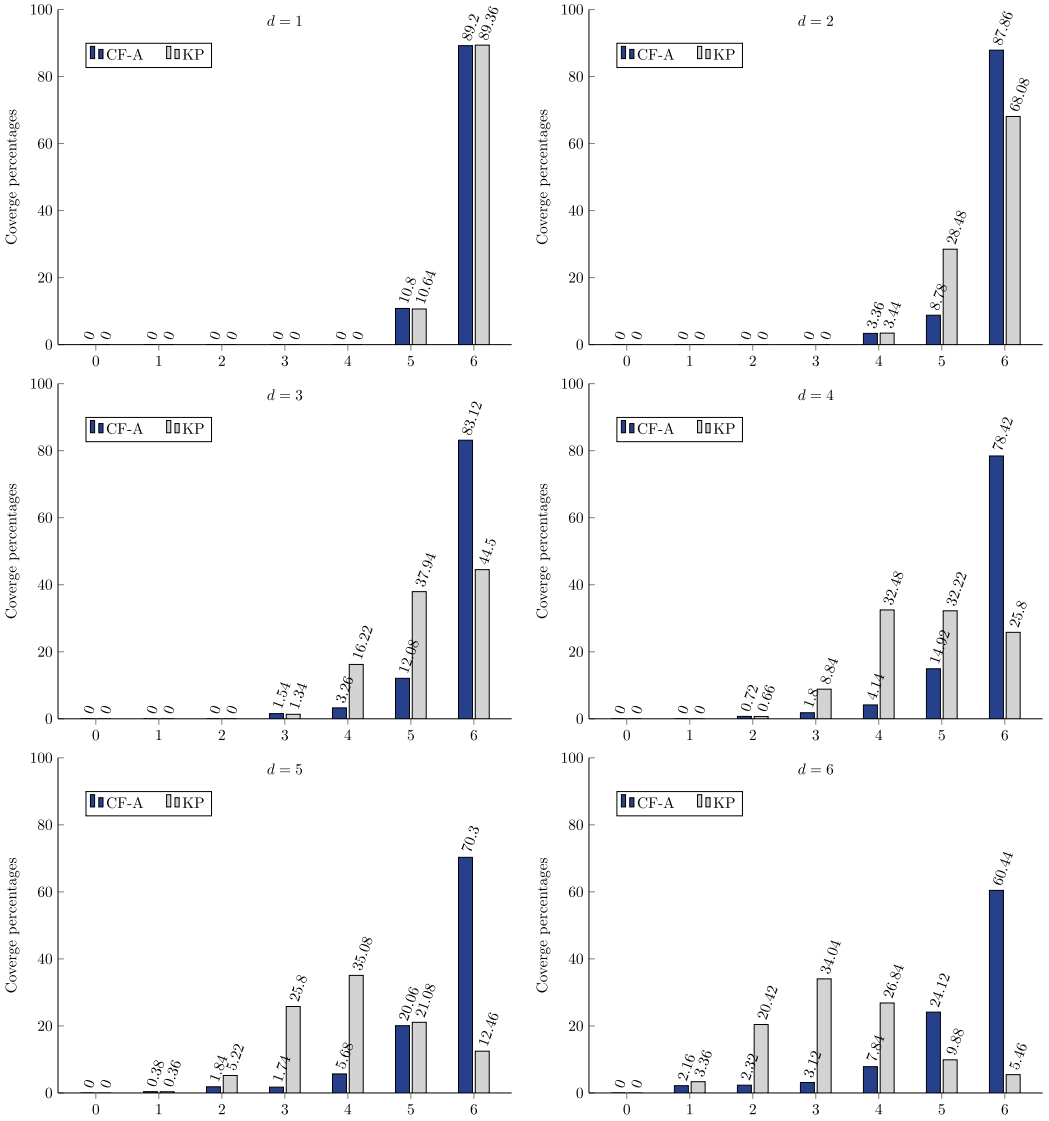 d = 1
CF-A KP
Coverge percentages
100
80
60
40
20
0
0 0 0 0 0 0 0 0 0 0 10.8 10.64 89.2 89.36
0 1 2 3 4 5 6
d = 2
CF-A KP
Coverge percentages
100
80
60
40
20
0
0 0 0 0 0 0 0 0 3.36 3.44 8.78 28.48 87.86 68.08
0 1 2 3 4 5 6
d = 3
CF-A KP
Coverge percentages
100
80
60
40
20
0
0 0 0 0 0 0 1.54 1.34 3.26 16.22 12.08 37.94 83.12 44.5
0 1 2 3 4 5 6
d = 4
CF-A KP
Coverge percentages
100
80
60
40
20
0
0 0 0 0 0.72 0.66 1.8 8.84 4.14 32.48 14.92 32.22 78.42 25.8
0 1 2 3 4 5 6
d = 5
CF-A KP
Coverge percentages
100
80
60
40
20
0
0 0 0.38 0.36 1.84 5.22 1.74 25.8 5.68 35.08 20.06 21.08 70.3 12.46
0 1 2 3 4 5 6
d = 6
CF-A KP
Coverge percentages
100
80
60
40
20
0
0 0 2.16 3.36 2.32 20.42 3.12 34.04 7.84 26.84 24.12 9.88 60.44 5.46
0 1 2 3 4 5 6